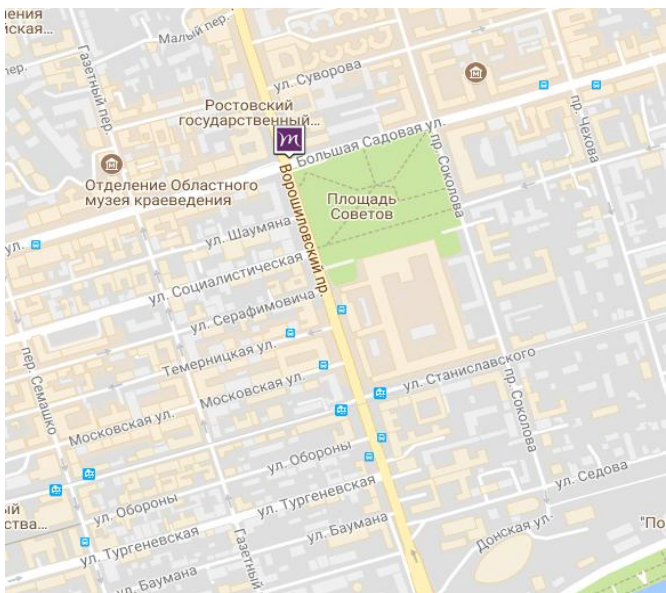 ления
йская...
Малый пер.
Газетный пер.
пер.
ул. Суворова
Ростовский
государственный...
m
Большая Садовая ул.
пр. Соколова
пр. Чехова
Отделение Областного
музея краеведения
Площадь
Советов
Ворошиловский пр.
ул. Шаумяна
ул.
ул. Социалистическая
ул. Серафимовича
Темерницкая ул.
пер. Семашко
Московская ул.
ул. Станиславского
пр. Соколова
Московская ул.
ул. Обороны
ул. Седова
ул. Тургеневская
ый
ства...
ул. Обороны
ул. Баумана
Донская ул.
"По
ул. Тургеневская
Газетный
ул. Баумана